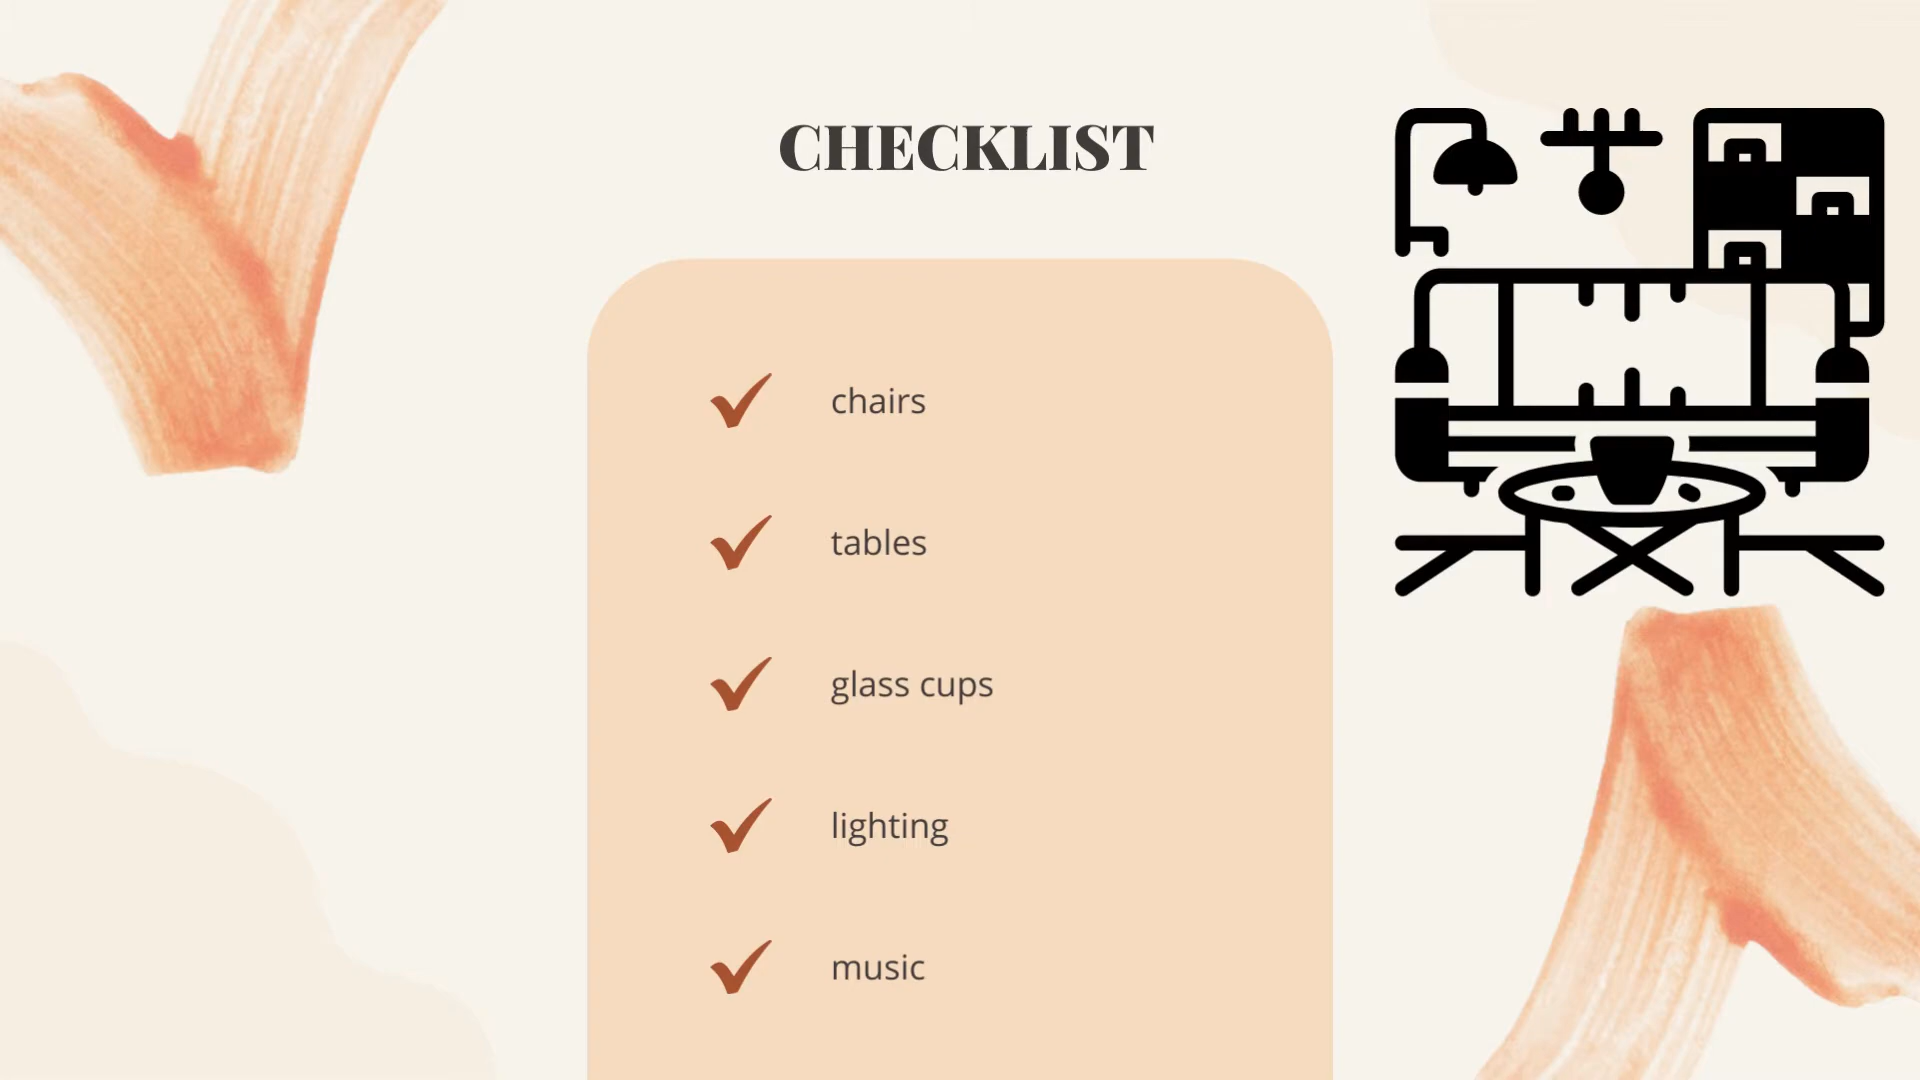 CHECKLIST
chairs
tables
glass cups
lighting
music